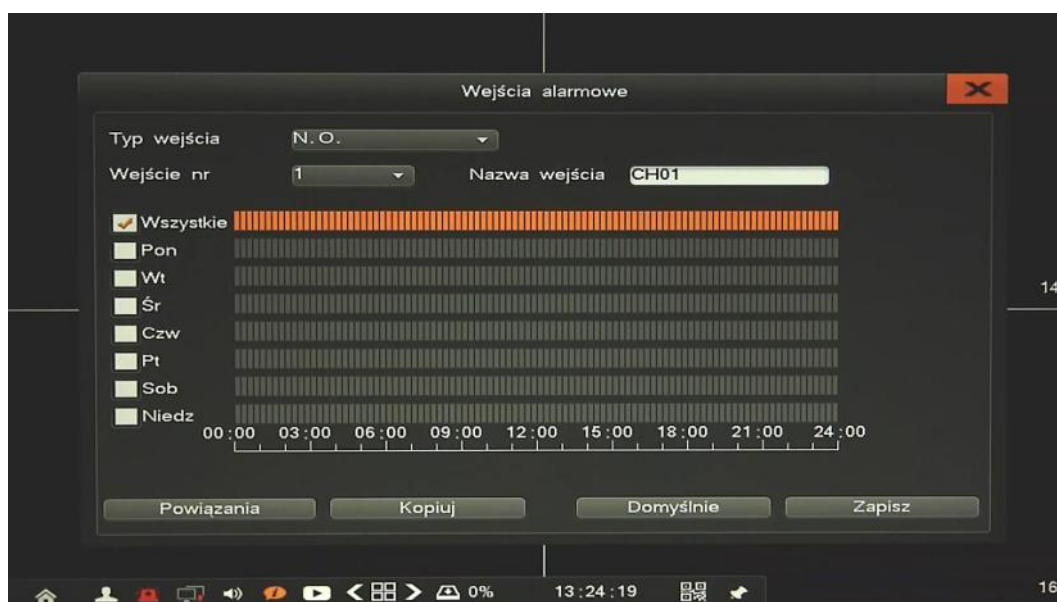 Wejścia alarmowe
Typ wejścia N.O.
Wejście nr 1 Nazwa wejścia CH01
Wszystkie
Pon
Wt
Śr
Czw
Pt
Sob
Niedz
00:00 03:00 06:00 09:00 12:00 15:00 18:00 21:00 24:00
Powiązania Kopiuj Domyślnie Zapisz
14
0% 13:24:19
16